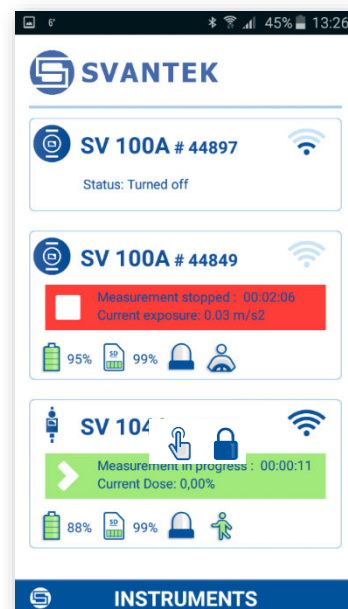 6° 45% 13:26
SVANTEK
SV 100A # 44897
Status: Turned off
SV 100A # 44849
Measurement stopped : 00:02:06
Current exposure: 0.03 m/s2
95% SD 99%
SV 104
Measurement in progress : 00:00:11
Current Dose: 0,00%
88% SD 99%
INSTRUMENTS